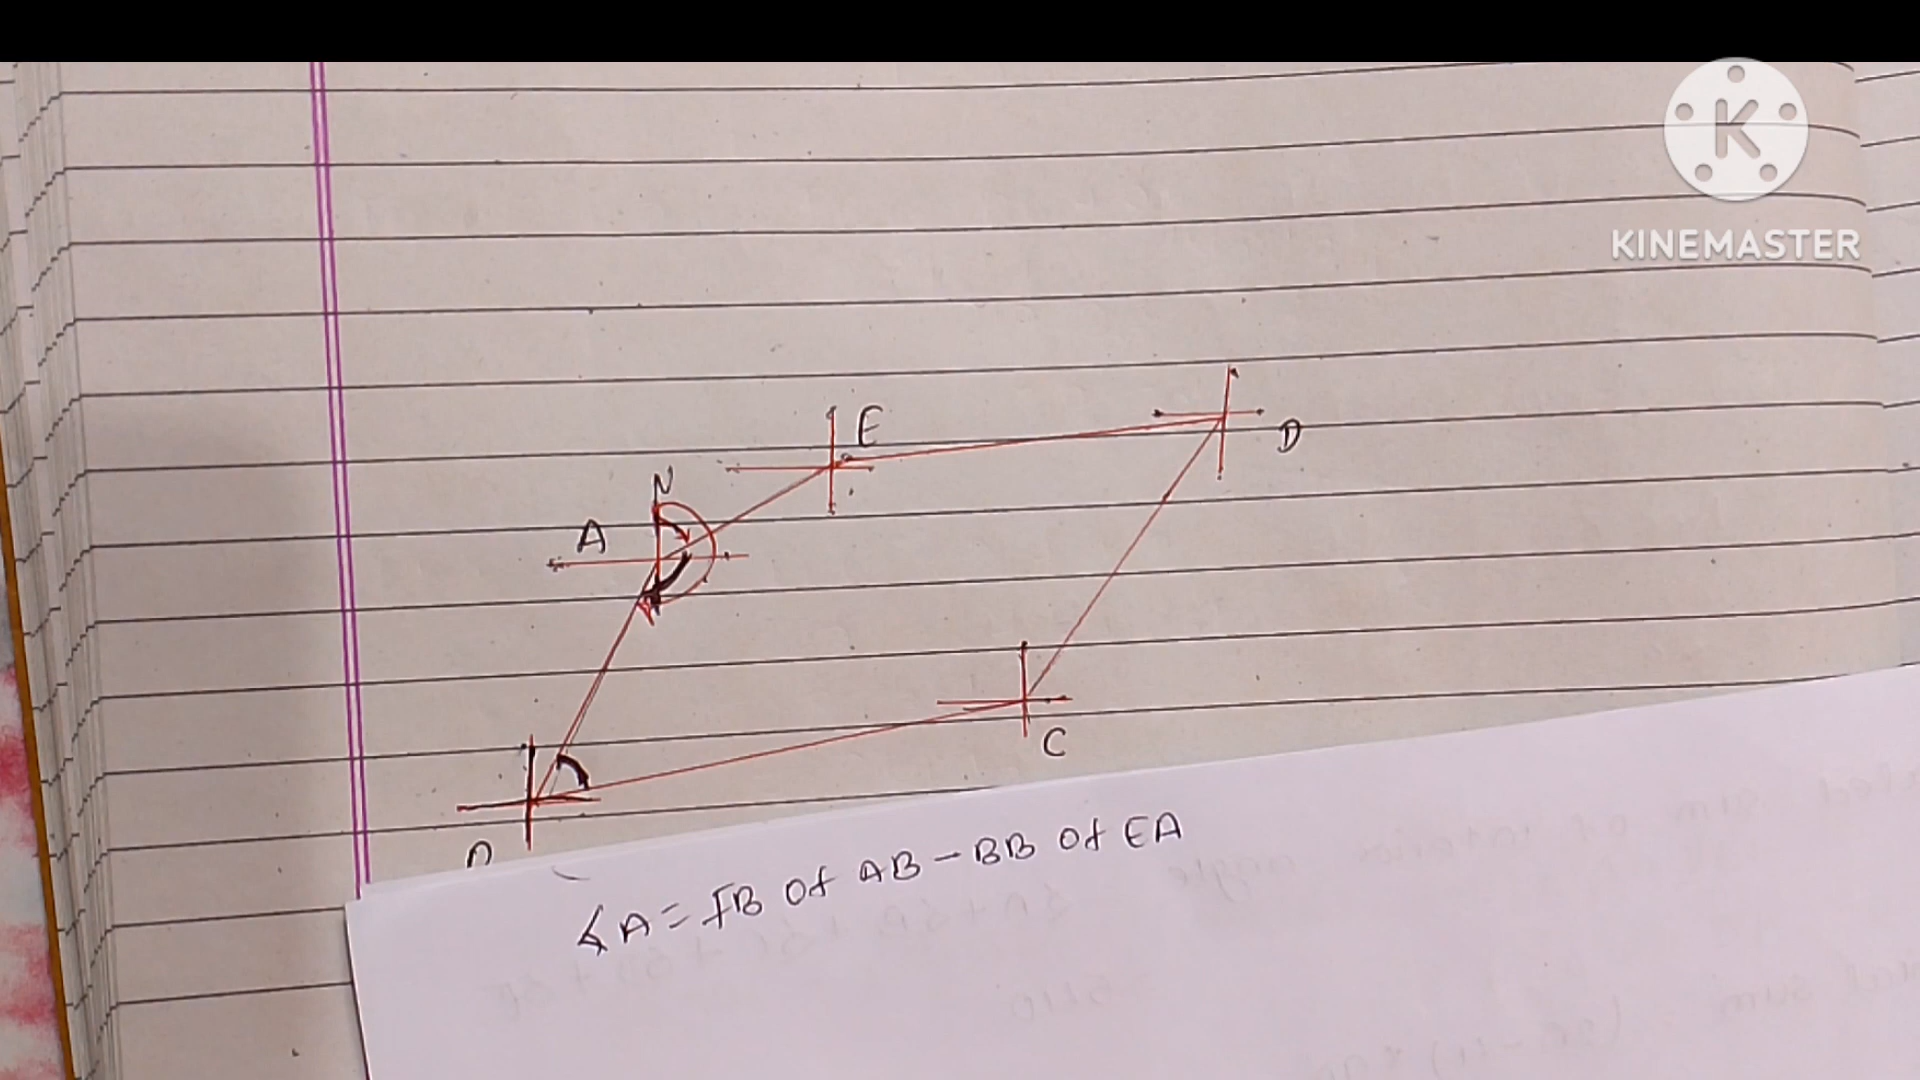 KINEMASTER
E
D
N
A
C
∡A = FB Of AB - BB Of EA